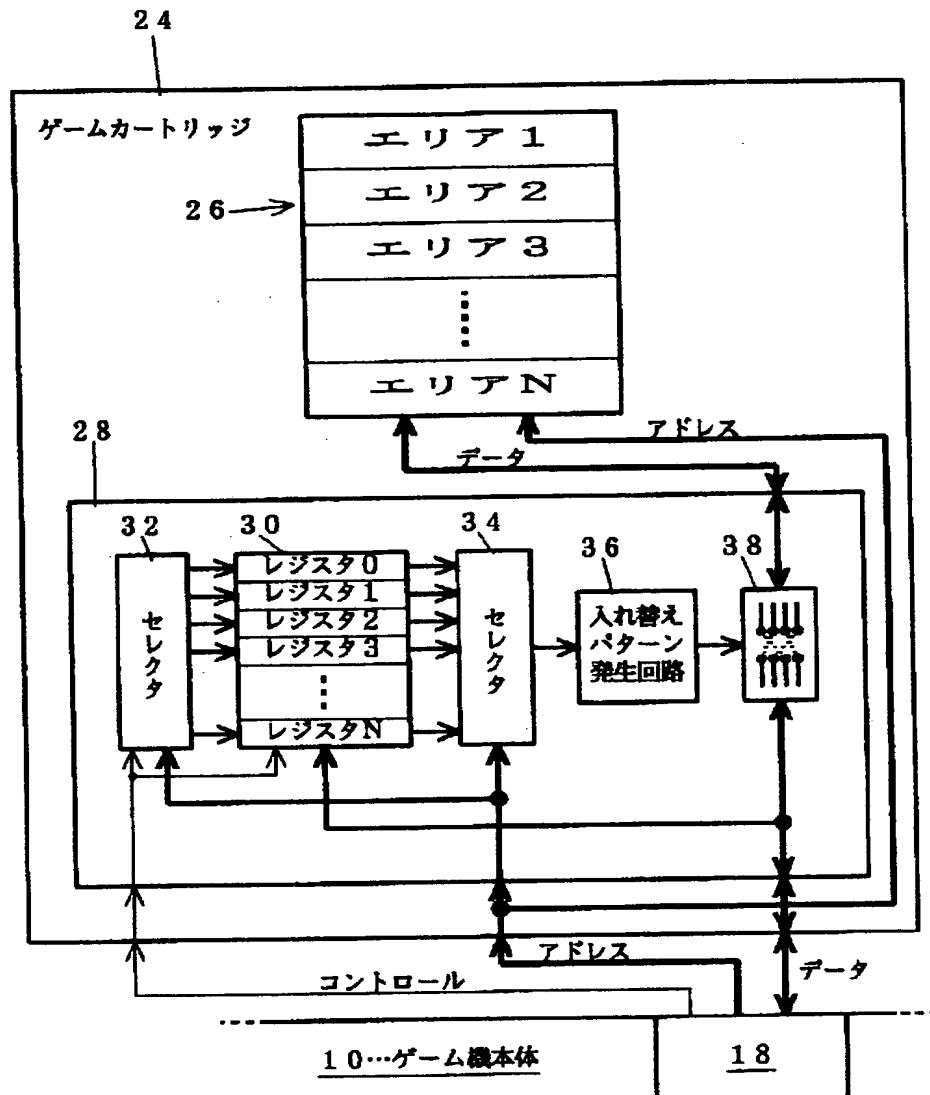 ２４
ゲームカートリッジ
エリア１
エリア２
２６
エリア３
エリアＮ
２８
アドレス
データ
３２
３０
３４
３６
３８
セレクタ
レジスタ０
レジスタ１
レジスタ２
レジスタ３
レジスタＮ
セレクタ
入れ替え
パターン
発生回路
アドレス
データ
コントロール
１０…ゲーム機本体
１８